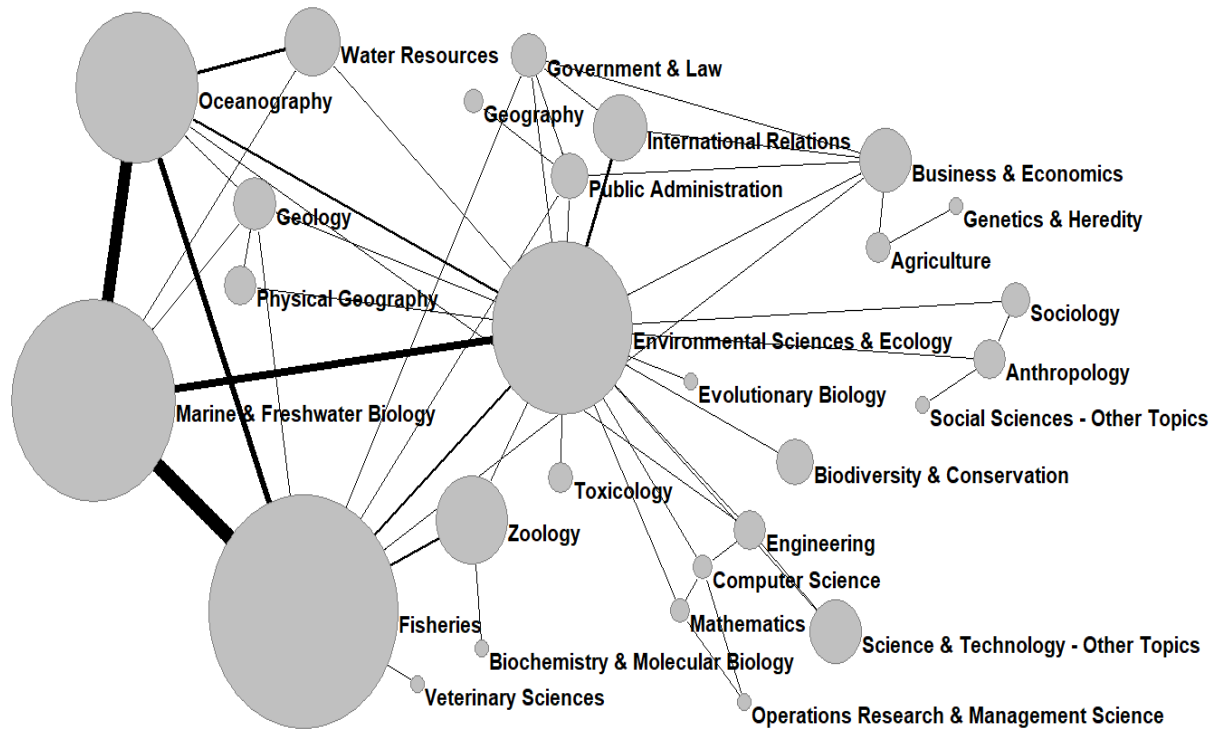 Water Resources
Government & Law
Oceanography
Geography
International Relations
Business & Economics
Public Administration
Geology
Genetics & Heredity
Agriculture
Physical Geography
Sociology
Environmental Sciences & Ecology
Anthropology
Evolutionary Biology
Marine & Freshwater Biology
Social Sciences - Other Topics
Biodiversity & Conservation
Toxicology
Zoology
Engineering
Computer Science
Fisheries
Mathematics
Science & Technology - Other Topics
Biochemistry & Molecular Biology
Veterinary Sciences
Operations Research & Management Science